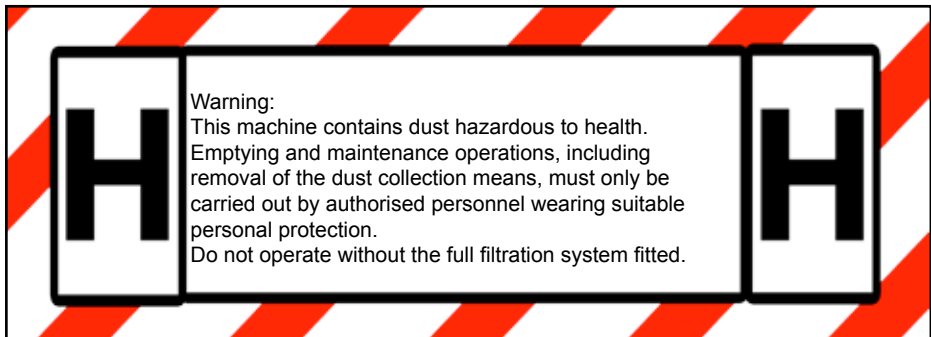 H
Warning:
This machine contains dust hazardous to health.
Emptying and maintenance operations, including
removal of the dust collection means, must only be
carried out by authorised personnel wearing suitable
personal protection.
Do not operate without the full filtration system fitted.
H